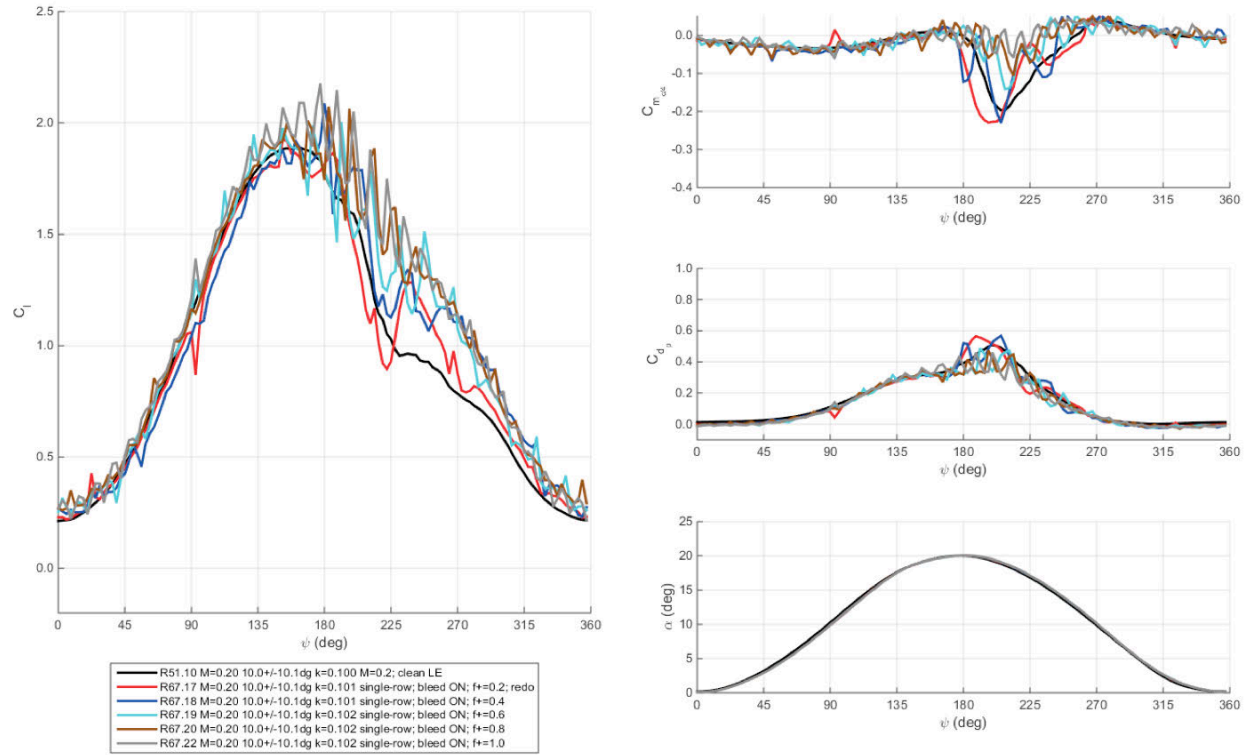 2.5
2.0
1.5
1.0
0.5
0.0
C_l
0 45 90 135 180 225 270 315 360
ψ (deg)
R51.10 M=0.20 10.0+/-10.1dg k=0.100 M=0.2; clean LE
R67.17 M=0.20 10.0+/-10.1dg k=0.101 single-row; bleed ON; f+=0.2; redo
R67.18 M=0.20 10.0+/-10.1dg k=0.101 single-row; bleed ON; f+=0.4
R67.19 M=0.20 10.0+/-10.1dg k=0.102 single-row; bleed ON; f+=0.6
R67.20 M=0.20 10.0+/-10.1dg k=0.102 single-row; bleed ON; f+=0.8
R67.22 M=0.20 10.0+/-10.1dg k=0.102 single-row; bleed ON; f+=1.0
0.0
-0.1
-0.2
-0.3
-0.4
C_m_c/4
0 45 90 135 180 225 270 315 360
ψ (deg)
1.0
0.8
0.6
0.4
0.2
0.0
C_d_p
0 45 90 135 180 225 270 315 360
ψ (deg)
25
20
15
10
5
0
α (deg)
0 45 90 135 180 225 270 315 360
ψ (deg)